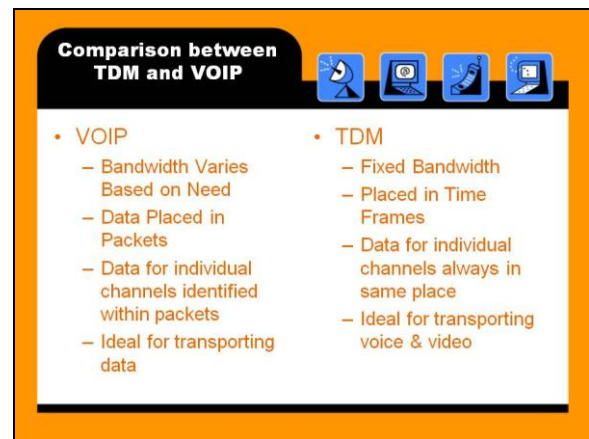 Comparison between
TDM and VOIP
@
• VOIP
– Bandwidth Varies
Based on Need
– Data Placed in
Packets
– Data for individual
channels identified
within packets
– Ideal for transporting
data
• TDM
– Fixed Bandwidth
– Placed in Time
Frames
– Data for individual
channels always in
same place
– Ideal for transporting
voice & video